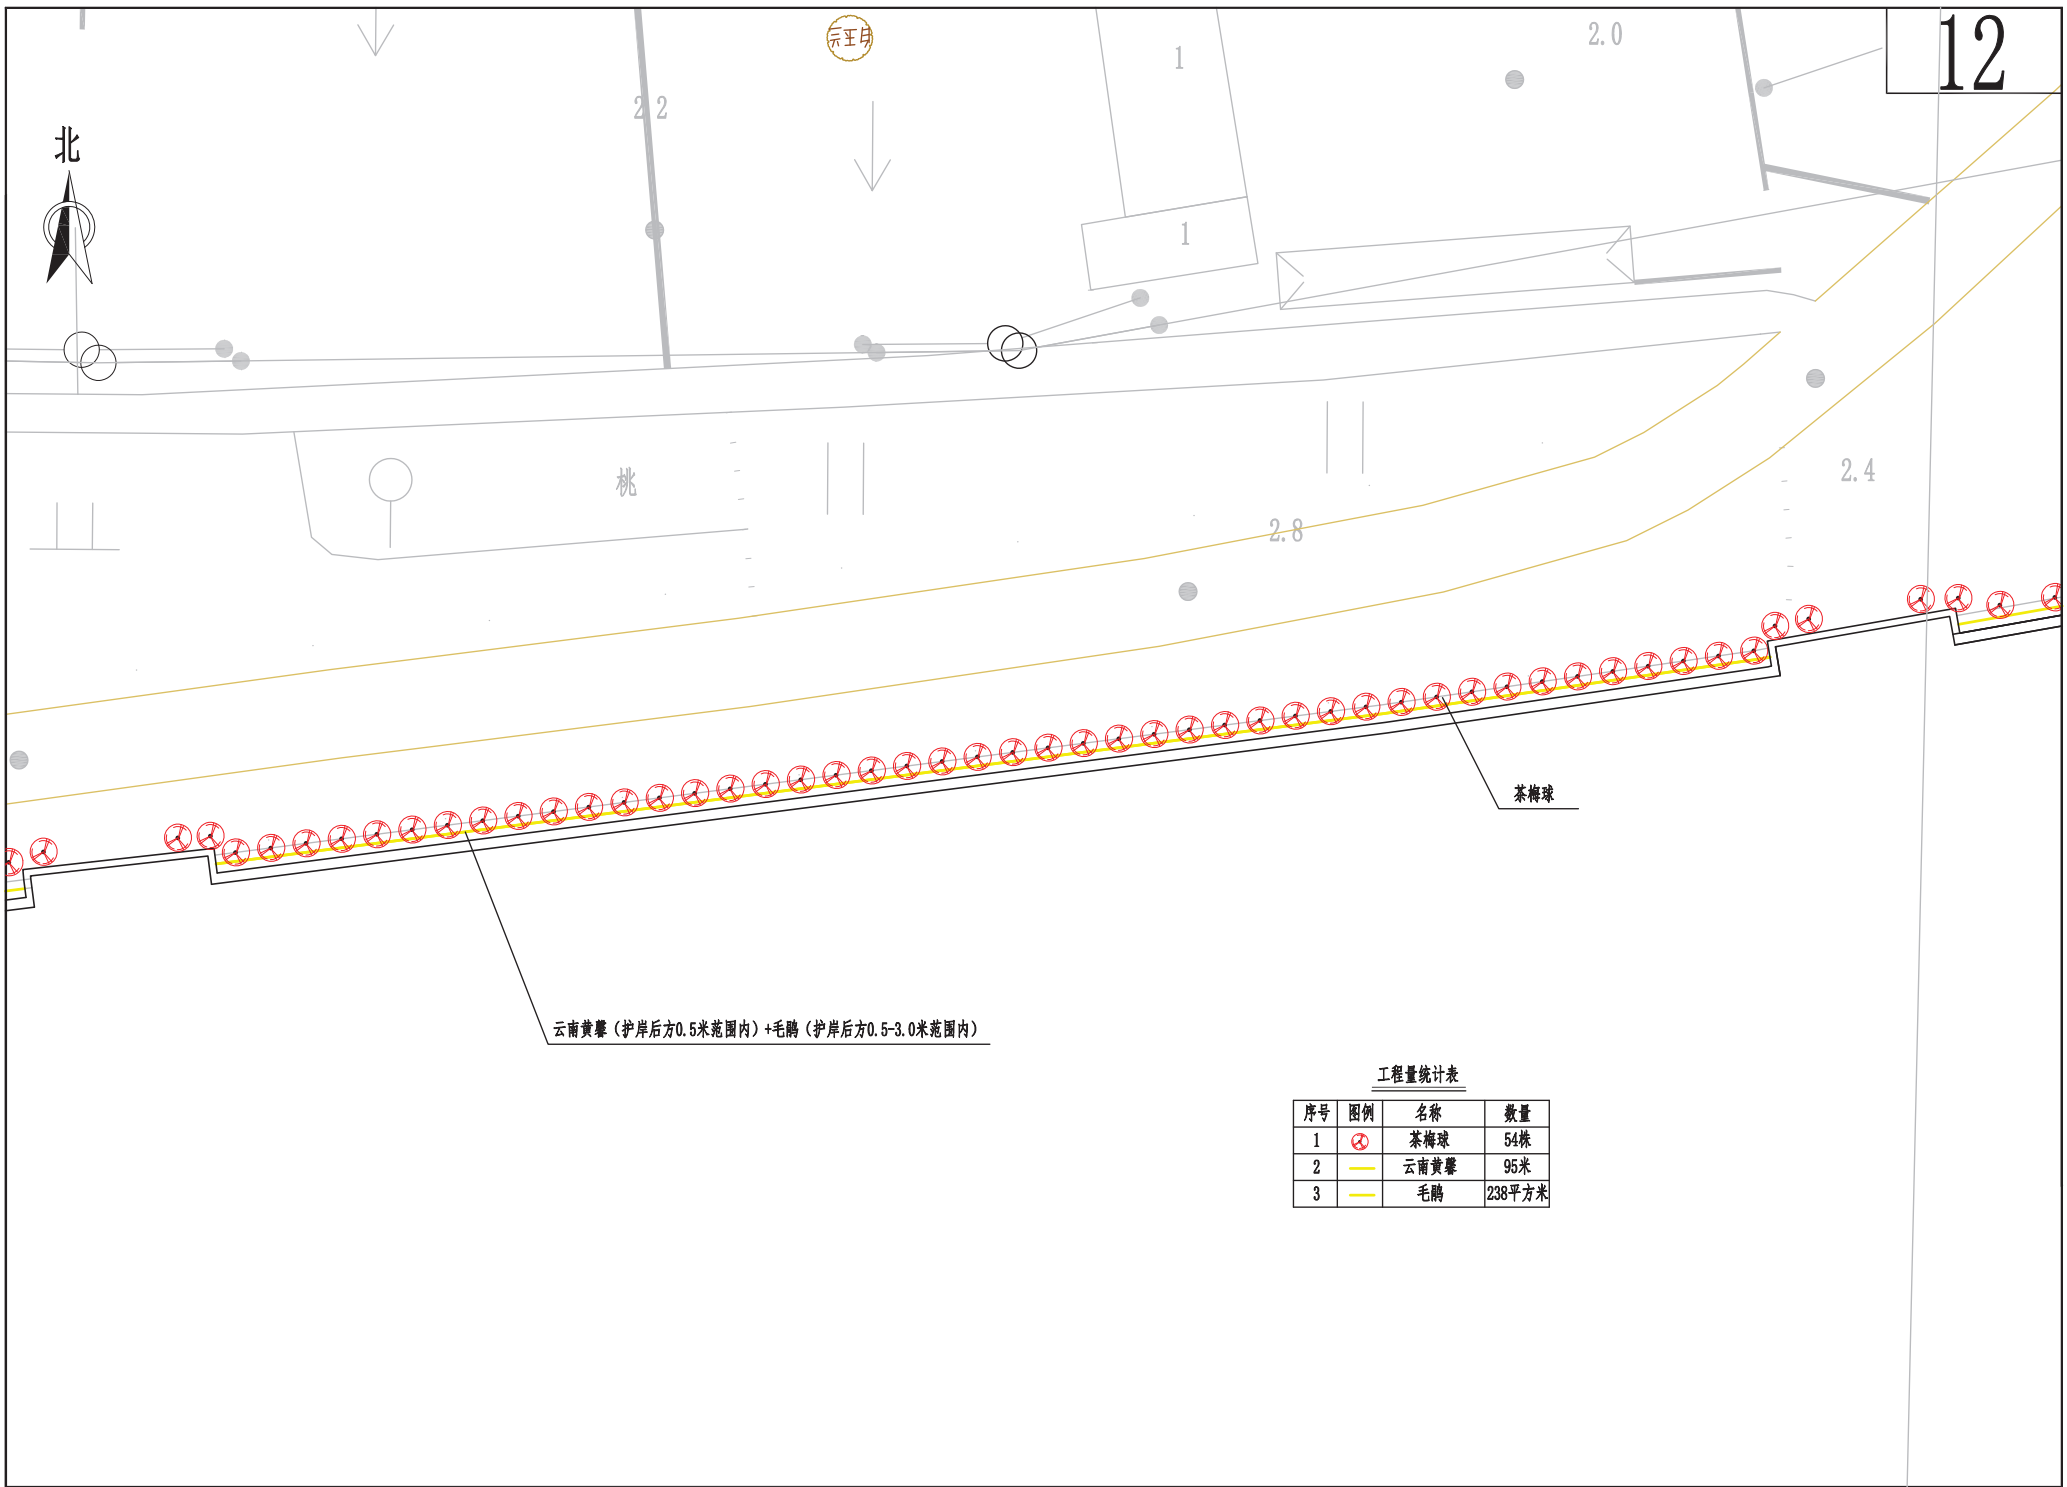 12
2.0
1
2 2
北
1
桃
2.4
2.8
茶梅球
云南黄馨（护岸后方0.5米范围内）+毛鹃（护岸后方0.5-3.0米范围内）
工程量统计表
序号 图例 名称 数量
1 茶梅球 54株
2 云南黄馨 95米
3 毛鹃 238平方米